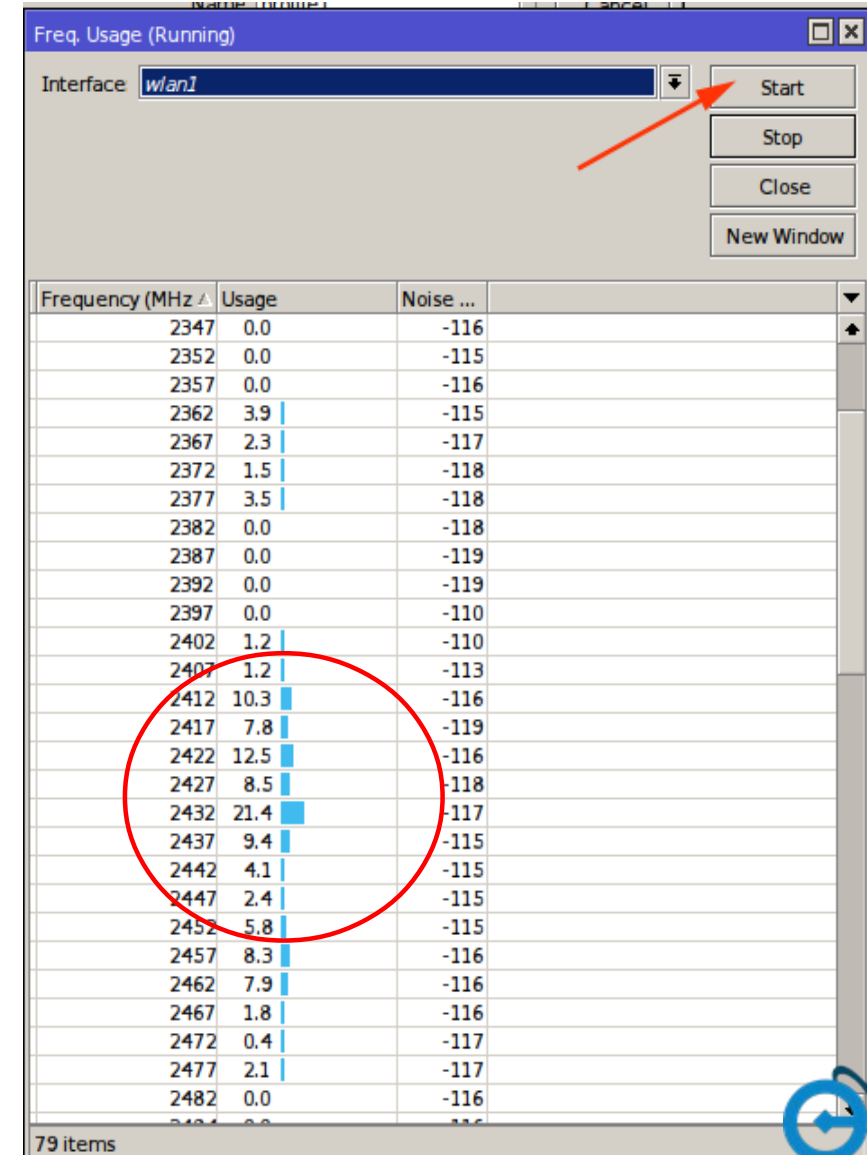 Freq. Usage (Running)
Interface wlan1
Start
Stop
Close
New Window
Frequency (MHz Usage Noise ...
2347 0.0 -116
2352 0.0 -115
2357 0.0 -116
2362 3.9 -115
2367 2.3 -117
2372 1.5 -118
2377 3.5 -118
2382 0.0 -118
2387 0.0 -119
2392 0.0 -119
2397 0.0 -110
2402 1.2 -110
2407 1.2 -113
2412 10.3 -116
2417 7.8 -119
2422 12.5 -116
2427 8.5 -118
2432 21.4 -117
2437 9.4 -115
2442 4.1 -115
2447 2.4 -115
2452 5.8 -115
2457 8.3 -116
2462 7.9 -116
2467 1.8 -116
2472 0.4 -117
2477 2.1 -117
2482 0.0 -116
79 items